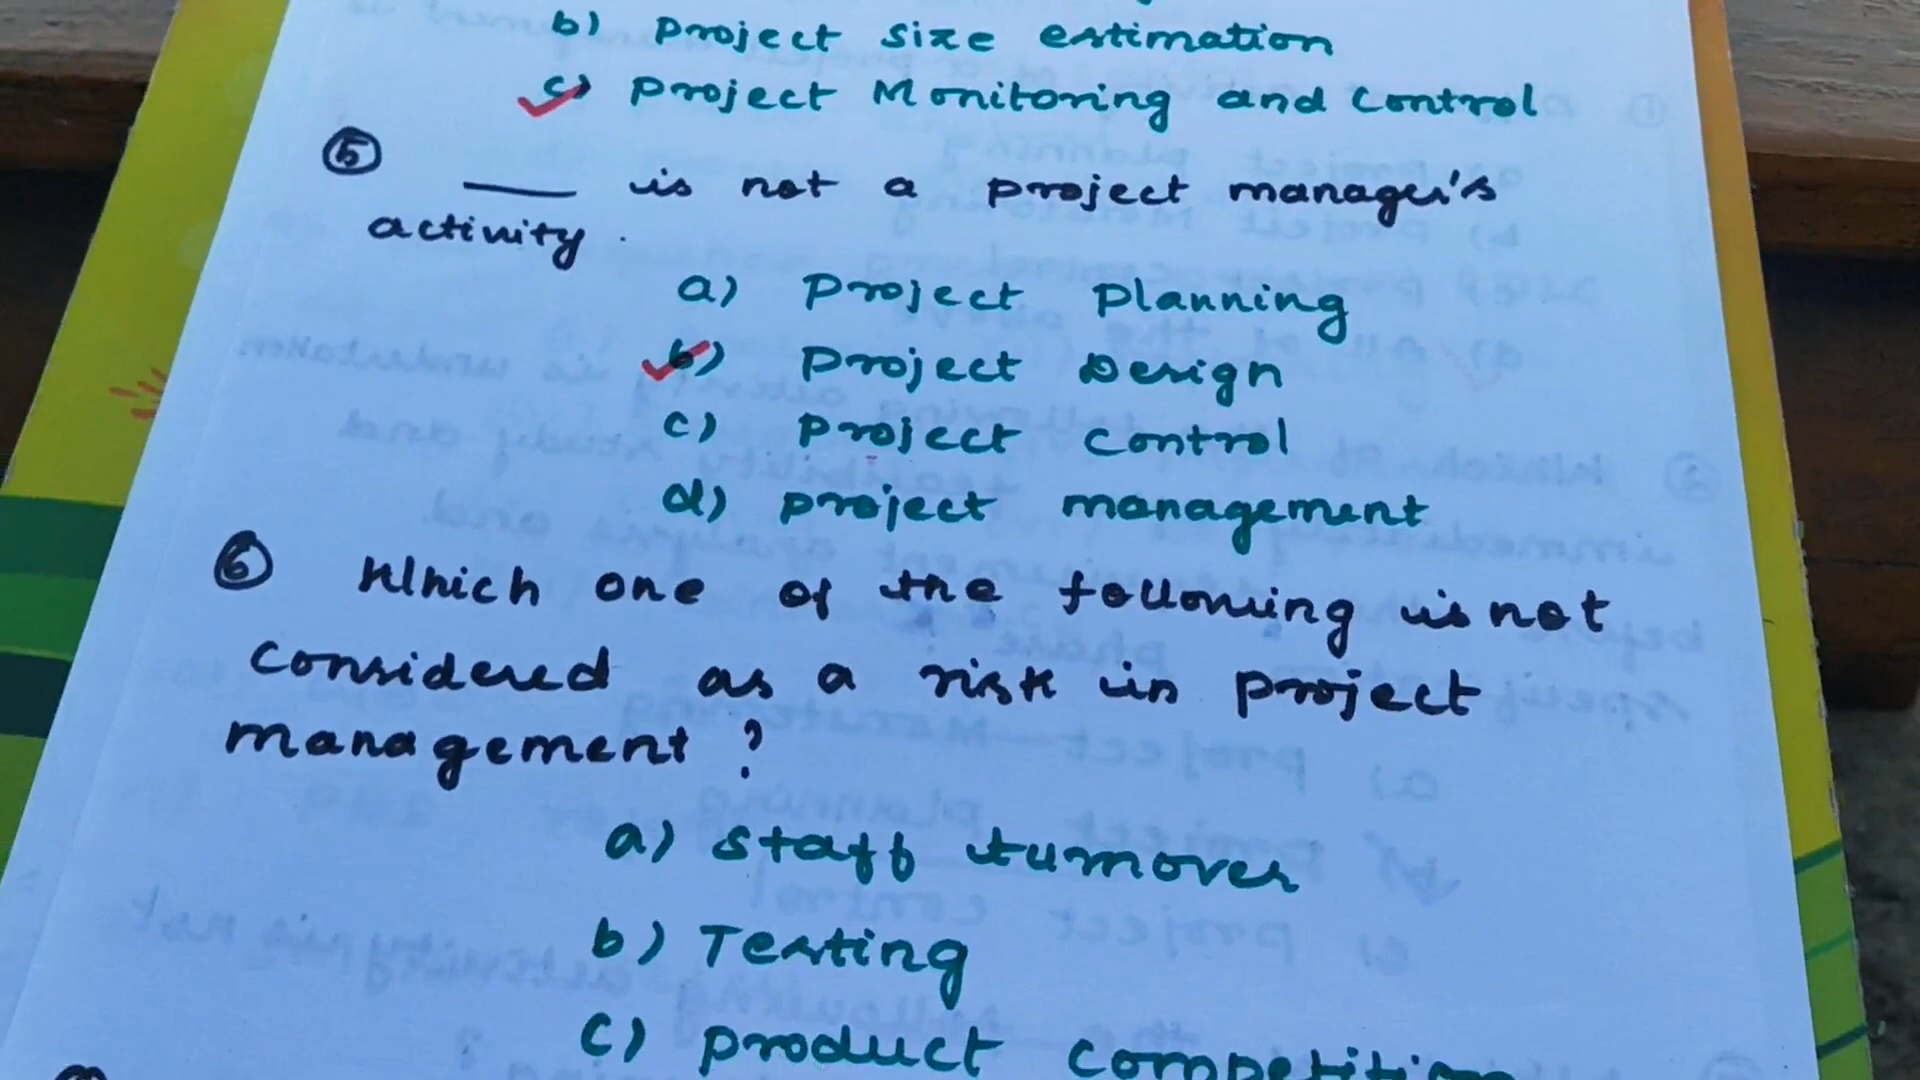 b) Project size estimation
c) Project Monitoring and Control
5 ___ is not a project manager's
activity.
a) Project Planning
b) Project Design
c) Project Control
d) project management
6 Which one of the following is not
considered as a risk in project
management ?
a) staff turnover
b) Testing
c) product competition